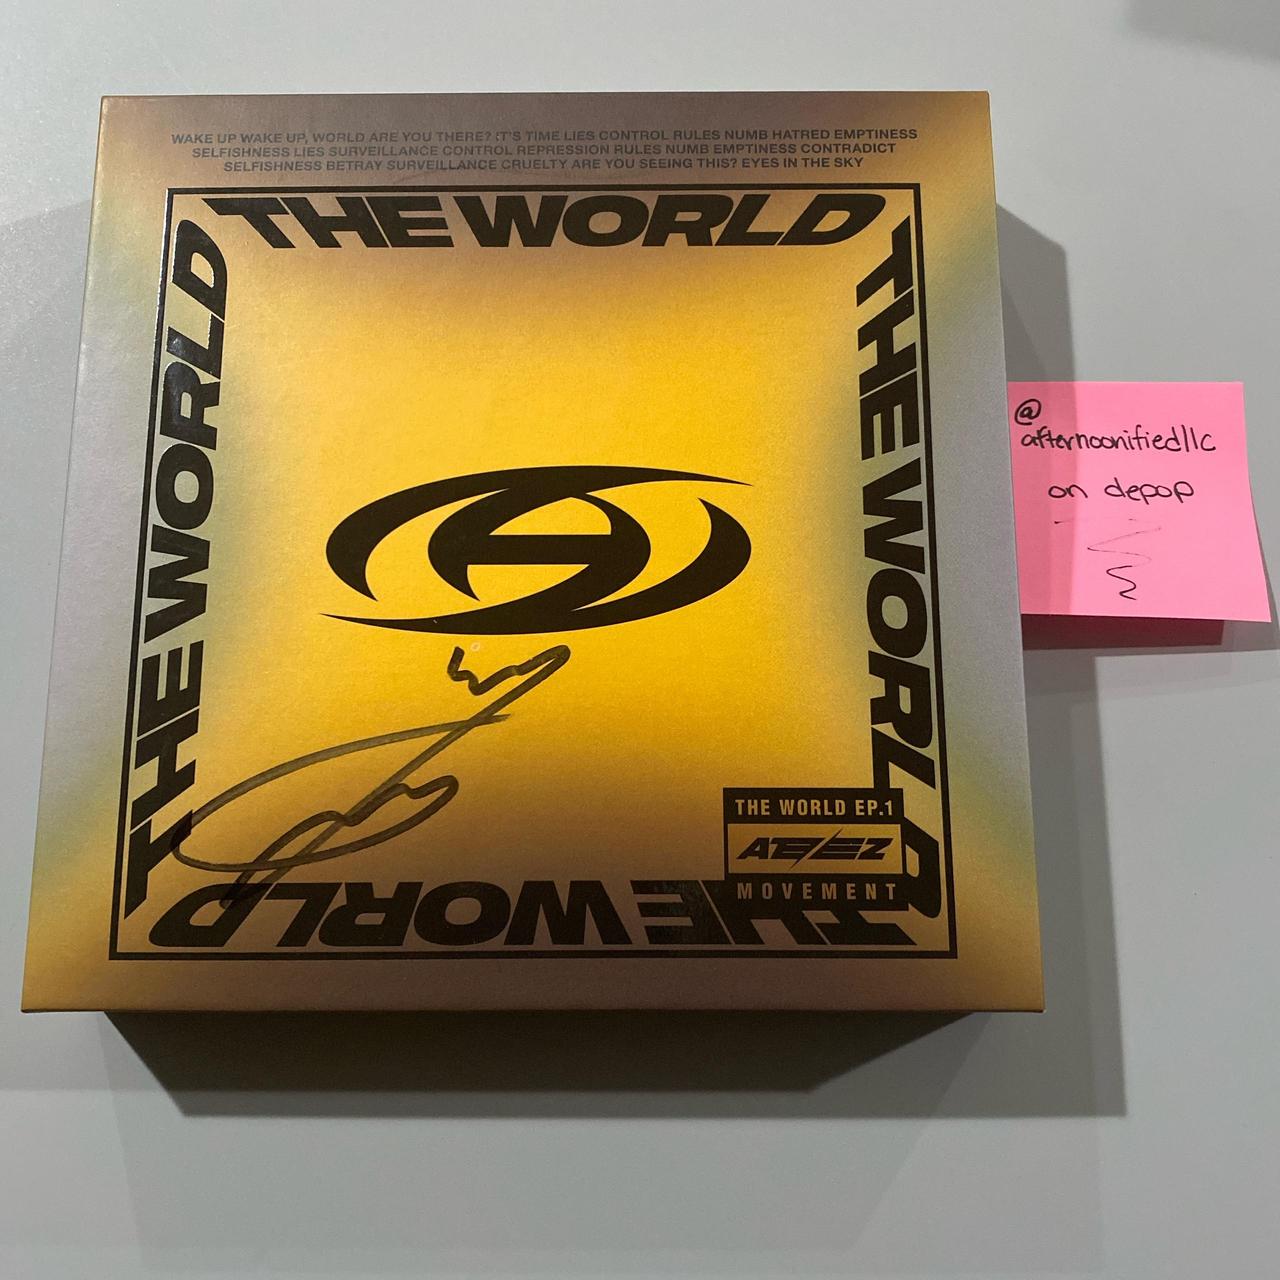 WAKE UP WAKE UP, WORLD ARE YOU THERE? IT'S TIME LIES CONTROL RULES NUMB HATRED EMPTINESS
SELFISHNESS LIES SURVEILLANCE CONTROL REPRESSION RULES NUMB EMPTINESS CONTRADICT
SELFISHNESS BETRAY SURVEILLANCE CRUELTY ARE YOU SEEING THIS? EYES IN THE SKY
THE WORLD
THE WORLD
THE WORLD
THE WORLD
THE WORLD EP.1
ATEEZ
MOVEMENT
@
afternoonifiedllc
on depop